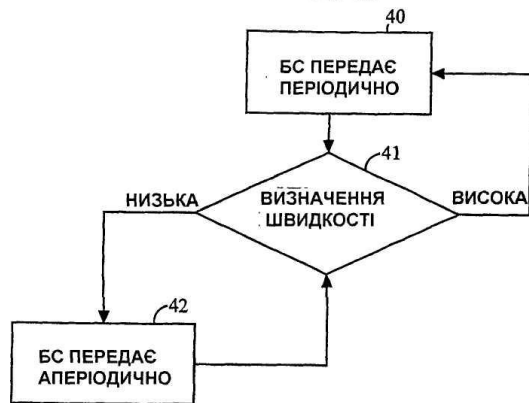 40
БС ПЕРЕДАЄ
ПЕРІОДИЧНО
41
НИЗЬКА
ВИЗНАЧЕННЯ
ШВИДКОСТІ
ВИСОКА
42
БС ПЕРЕДАЄ
АПЕРІОДИЧНО